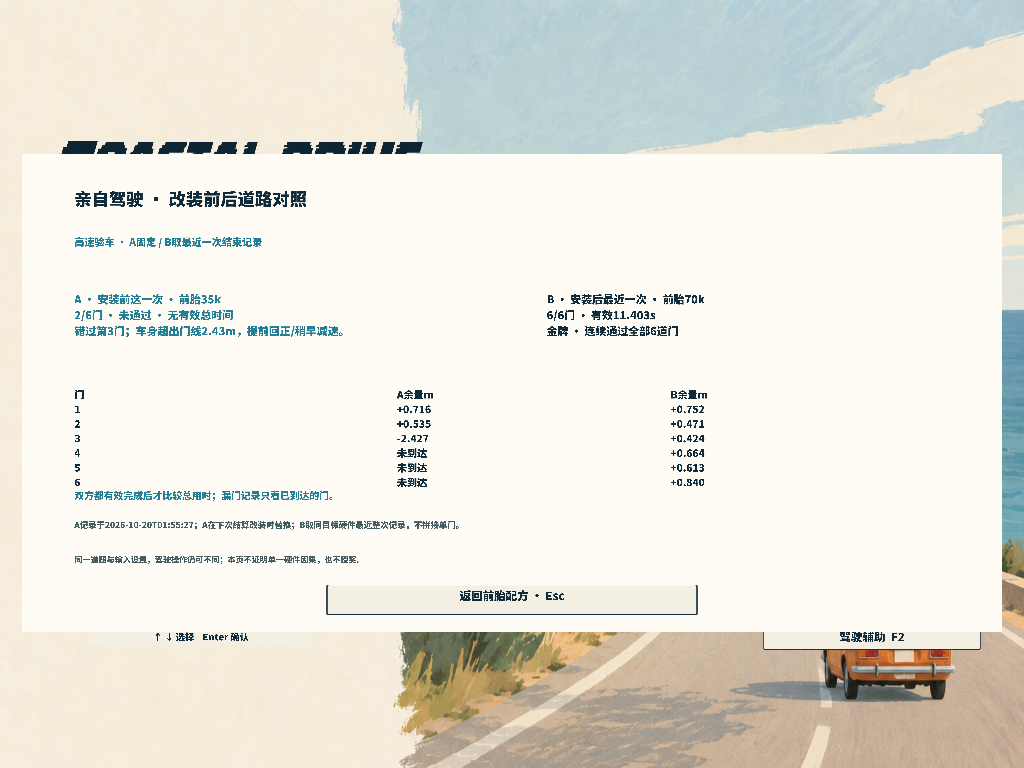 COASTAL DRIVE
亲自驾驶 · 改装前后道路对照
高速验车 · A固定 / B取最近一次结束记录
A · 安装前这一次 · 前胎35k
2/6门 · 未通过 · 无有效总时间
错过第3门；车身超出门线2.43m，提前回正/稍早减速。
B · 安装后最近一次 · 前胎70k
6/6门 · 有效11.403s
金牌 · 连续通过全部6道门
门 A余量m B余量m
1 +0.716 +0.752
2 +0.535 +0.471
3 -2.427 +0.424
4 未到达 +0.664
5 未到达 +0.613
6 未到达 +0.840
双方都有效完成后才比较总用时；漏门记录只看已到达的门。
A记录于2026-10-20T01:55:27；A在下次结算改装时替换；B取同目标硬件最近整次记录，不拼接单门。
同一道路与输入设置，驾驶操作仍可不同；本页不证明单一硬件因果，也不颁奖。
返回前胎配方 · Esc
↑ ↓ 选择 Enter 确认
驾驶辅助 F2